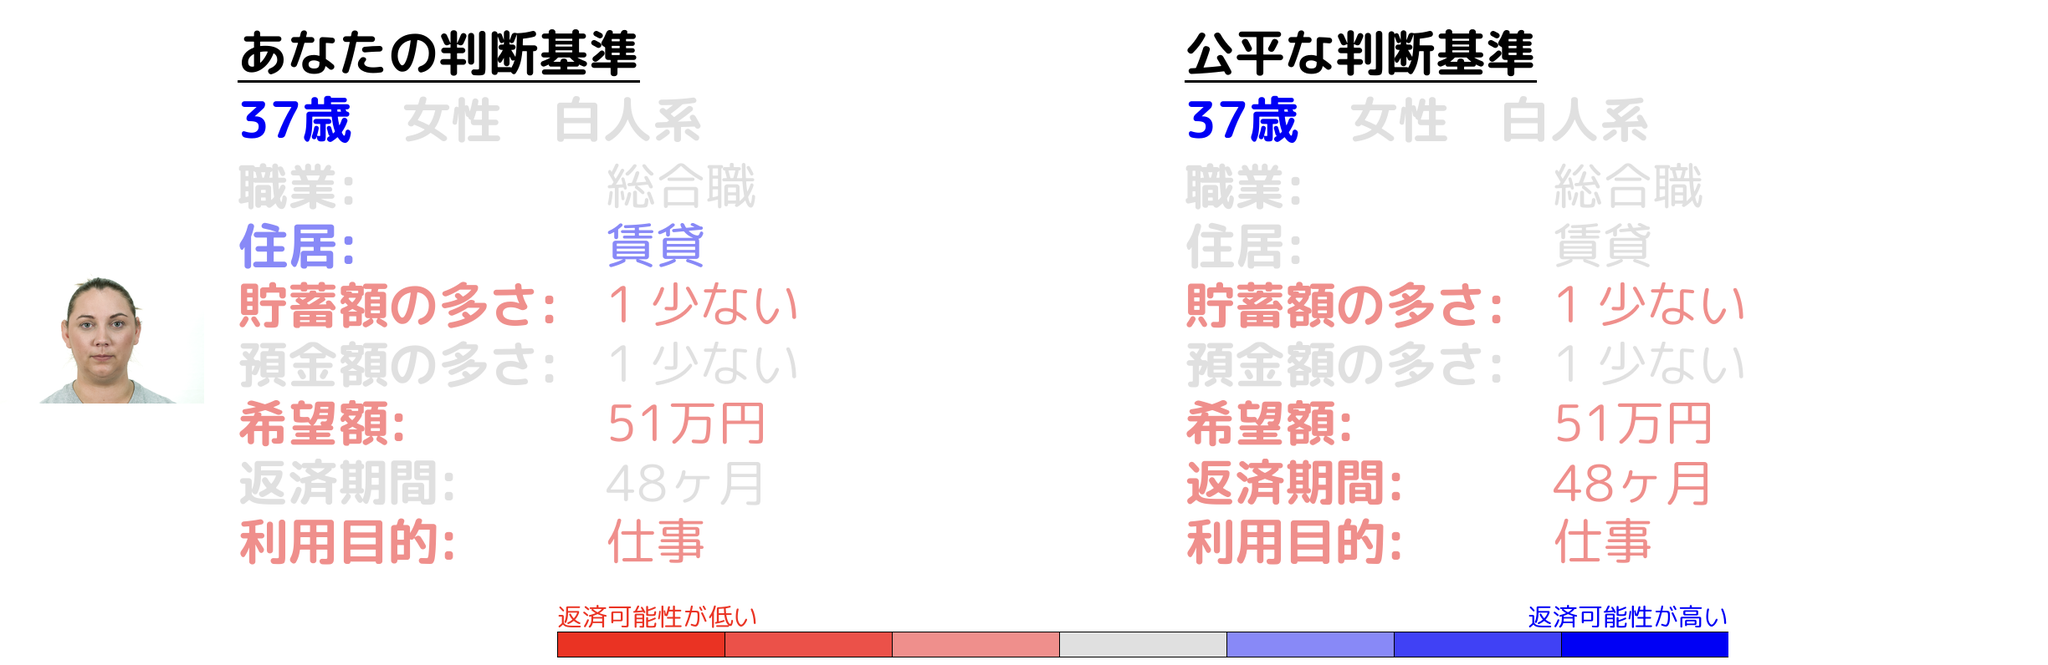 あなたの判断基準
37歳 女性 白人系
職業: 総合職
住居: 賃貸
貯蓄額の多さ: 1 少ない
預金額の多さ: 1 少ない
希望額: 51万円
返済期間: 48ヶ月
利用目的: 仕事
公平な判断基準
37歳 女性 白人系
職業: 総合職
住居: 賃貸
貯蓄額の多さ: 1 少ない
預金額の多さ: 1 少ない
希望額: 51万円
返済期間: 48ヶ月
利用目的: 仕事
返済可能性が低い
返済可能性が高い